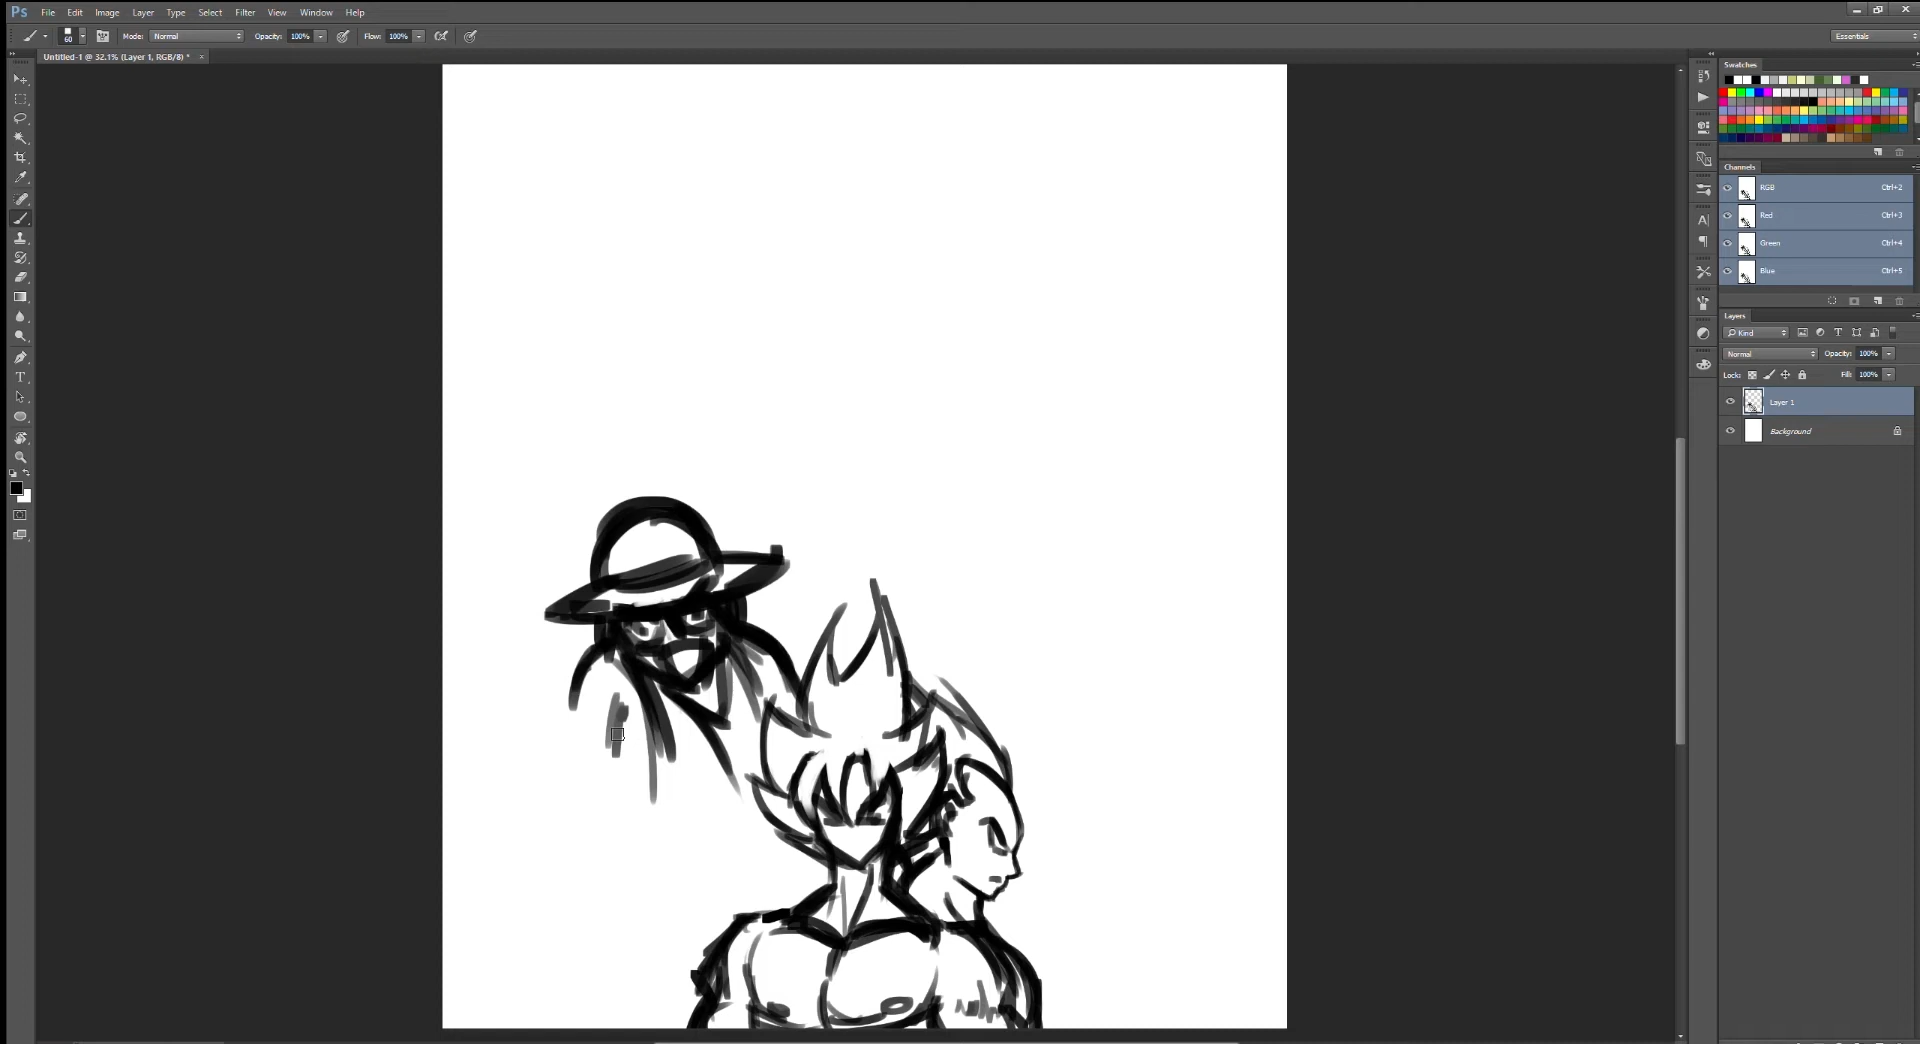 Ps File Edit Image Layer Type Select Filter View Window Help
60 Mode: Normal Opacity: 100% Flow: 100% Essentials
Untitled-1 @ 32.1% (Layer 1, RGB/8) * ×
Swatches
Channels
RGB Ctrl+2
Red Ctrl+3
Green Ctrl+4
Blue Ctrl+5
Layers
Kind
Normal Opacity: 100%
Lock: Fill: 100%
Layer 1
Background